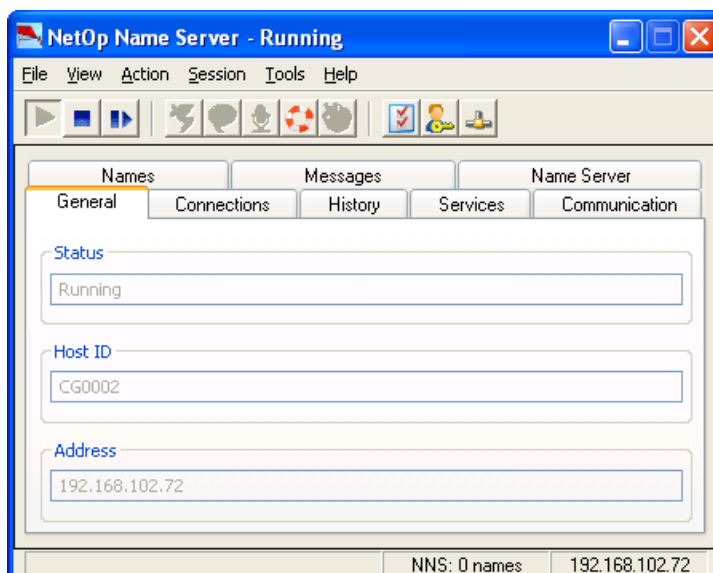 NetOp Name Server - Running
File View Action Session Tools Help
Names Messages Name Server
General Connections History Services Communication
Status
Running
Host ID
CG0002
Address
192.168.102.72
NNS: 0 names 192.168.102.72